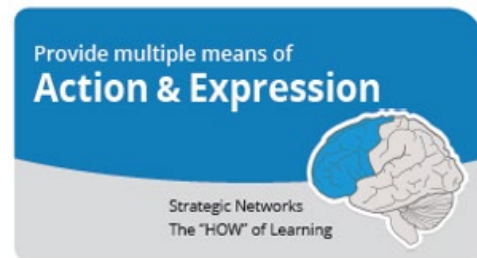 Provide multiple means of
Action & Expression
Strategic Networks
The "HOW" of Learning